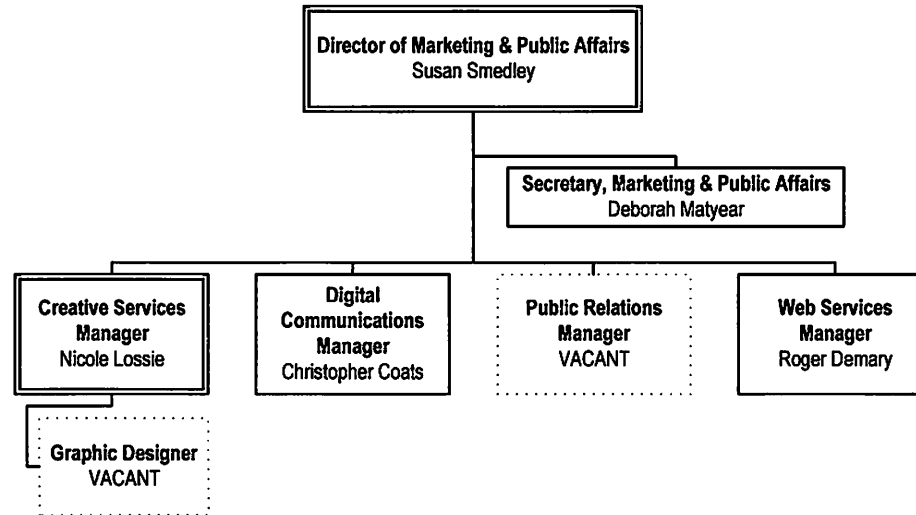 Director of Marketing & Public Affairs
Susan Smedley
Secretary, Marketing & Public Affairs
Deborah Matyear
Creative Services
Manager
Nicole Lossie
Digital
Communications
Manager
Christopher Coats
Public Relations
Manager
VACANT
Web Services
Manager
Roger Demary
Graphic Designer
VACANT